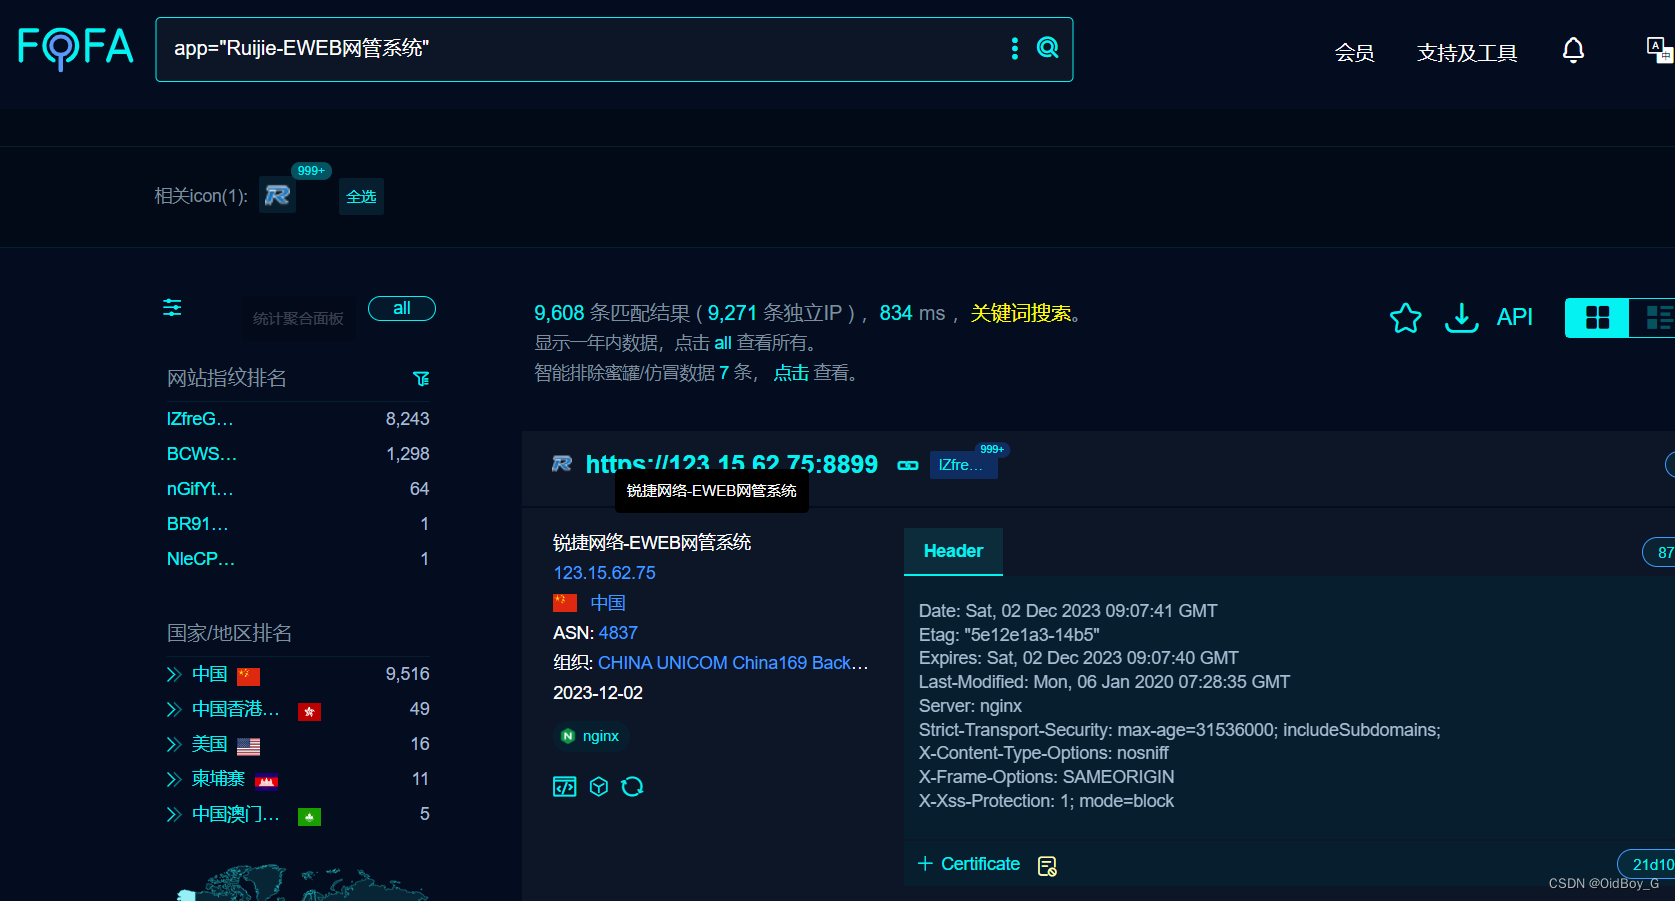 FOFA
app="Ruijie-EWEB网管系统"
会员
支持及工具
相关icon(1):
999+
全选
统计聚合面板
all
9,608 条匹配结果 ( 9,271 条独立IP ) ，834 ms ，关键词搜索。
显示一年内数据，点击 all 查看所有。
智能排除蜜罐/仿冒数据 7 条， 点击 查看。
API
网站指纹排名
IZfreG... 8,243
BCWS... 1,298
nGifYt... 64
BR91... 1
NleCP... 1
国家/地区排名
中国 9,516
中国香港... 49
美国 16
柬埔寨 11
中国澳门... 5
https://123.15.62.75:8899
IZfre...
999+
锐捷网络-EWEB网管系统
锐捷网络-EWEB网管系统
123.15.62.75
中国
ASN: 4837
组织: CHINA UNICOM China169 Back...
2023-12-02
nginx
Header
87
Date: Sat, 02 Dec 2023 09:07:41 GMT
Etag: "5e12e1a3-14b5"
Expires: Sat, 02 Dec 2023 09:07:40 GMT
Last-Modified: Mon, 06 Jan 2020 07:28:35 GMT
Server: nginx
Strict-Transport-Security: max-age=31536000; includeSubdomains;
X-Content-Type-Options: nosniff
X-Frame-Options: SAMEORIGIN
X-Xss-Protection: 1; mode=block
Certificate
21d10
CSDN @OidBoy_G